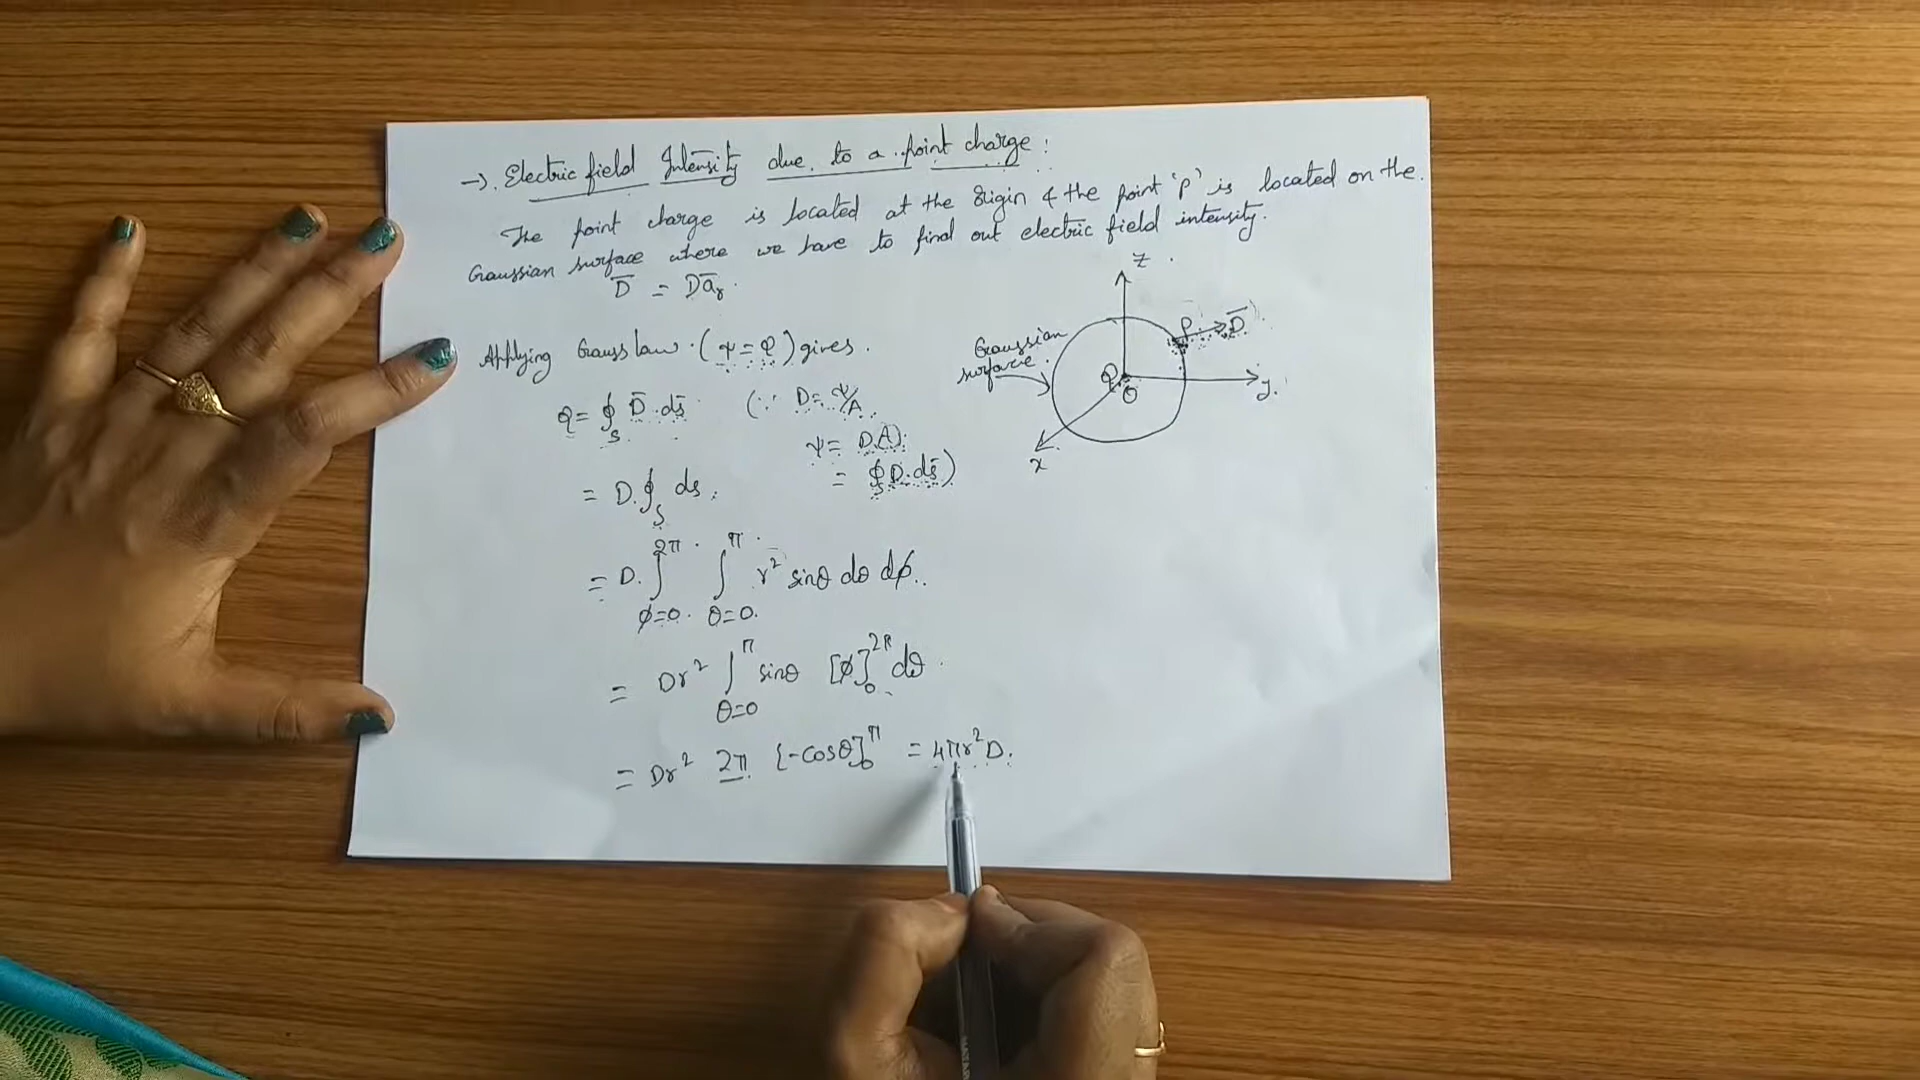 →. Electric field Intensity due to a point charge :
The point charge is located at the origin & the point 'P' is located on the
Gaussian surface where we have to find out electric field intensity.
D̅ = Da̅r.
Applying Gauss law. (ψ = Q) gives.
Q = ∮S D̅.ds̅ (∵ D = ψ/A
ψ = D.A)
= ∮S D.ds̅)
= D.∮S ds.
= D.∫φ=0^2π ∫θ=0^π r² sinθ dθ dφ.
= Dr² ∫θ=0^π sinθ [φ]0^2π dθ
= Dr² 2π [-cosθ]0^π = 4πr²D.
z
P
D̅
Gaussian
surface.
Q
O
y.
x